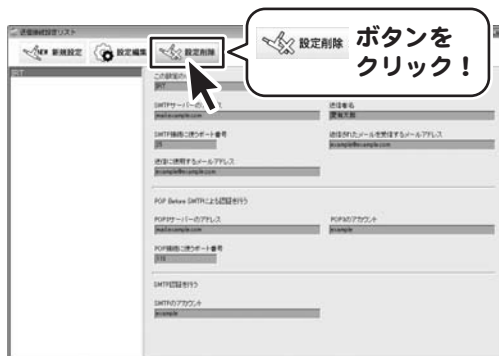 送信接続設定リスト
NEW 新規設定
設定編集
設定削除
設定削除
ボタンを
クリック！
SRT
SRT
SMTPサーバーのアドレス
mail.example.com
送信者名
SMTP接続に使うポート番号
25
送信されたメールを受信するメールアドレス
example@example.com
送信に使用するメールアドレス
example@example.com
POP Before SMTPによる認証を行う
POP3サーバーのアドレス
mail.example.com
POP3のアカウント
example
POP接続に使うポート番号
110
SMTP認証を行う
SMTPのアカウント
example